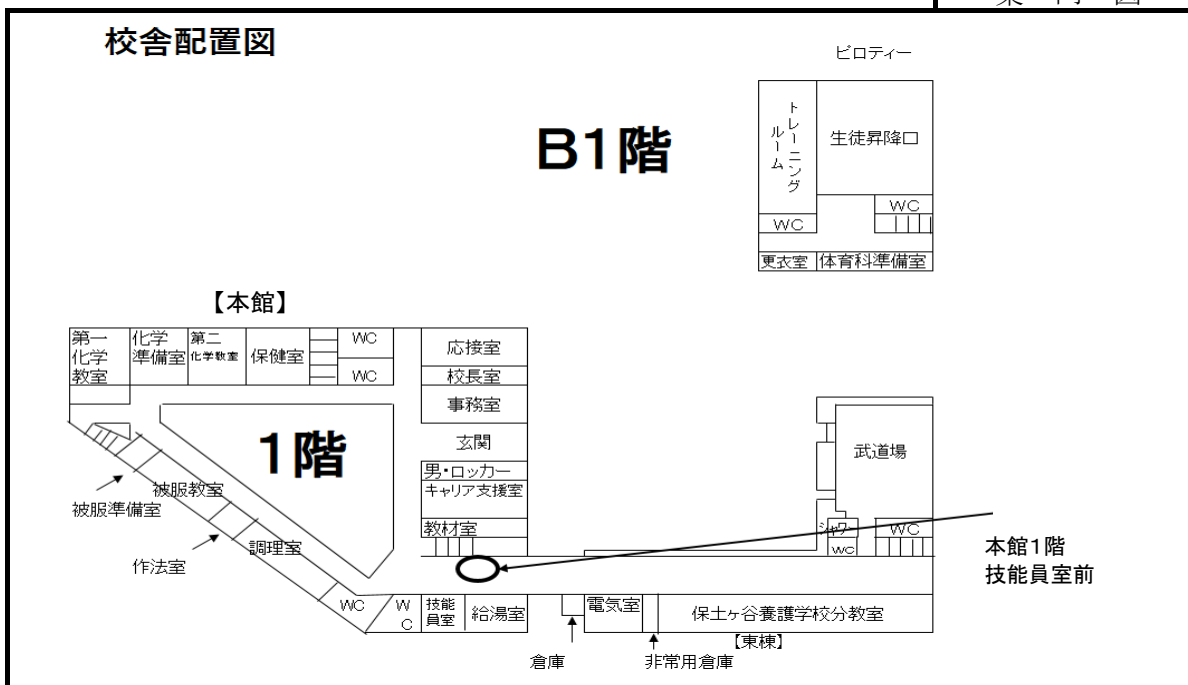 案内図
校舎配置図
ピロティー
B1階
トレーニング
ルーム
生徒昇降口
WC
WC
更衣室
体育科準備室
【本館】
第一
化学
教室
化学
準備室
第二
化学教室
保健室
WC
WC
応接室
校長室
事務室
玄関
男・ロッカー
キャリア支援室
教材室
1階
武道場
シャワー
WC
WC
被服教室
被服準備室
調理室
作法室
本館1階
技能員室前
WC
WC
技能
員室
給湯室
電気室
保土ヶ谷養護学校分教室
【東棟】
倉庫
非常用倉庫